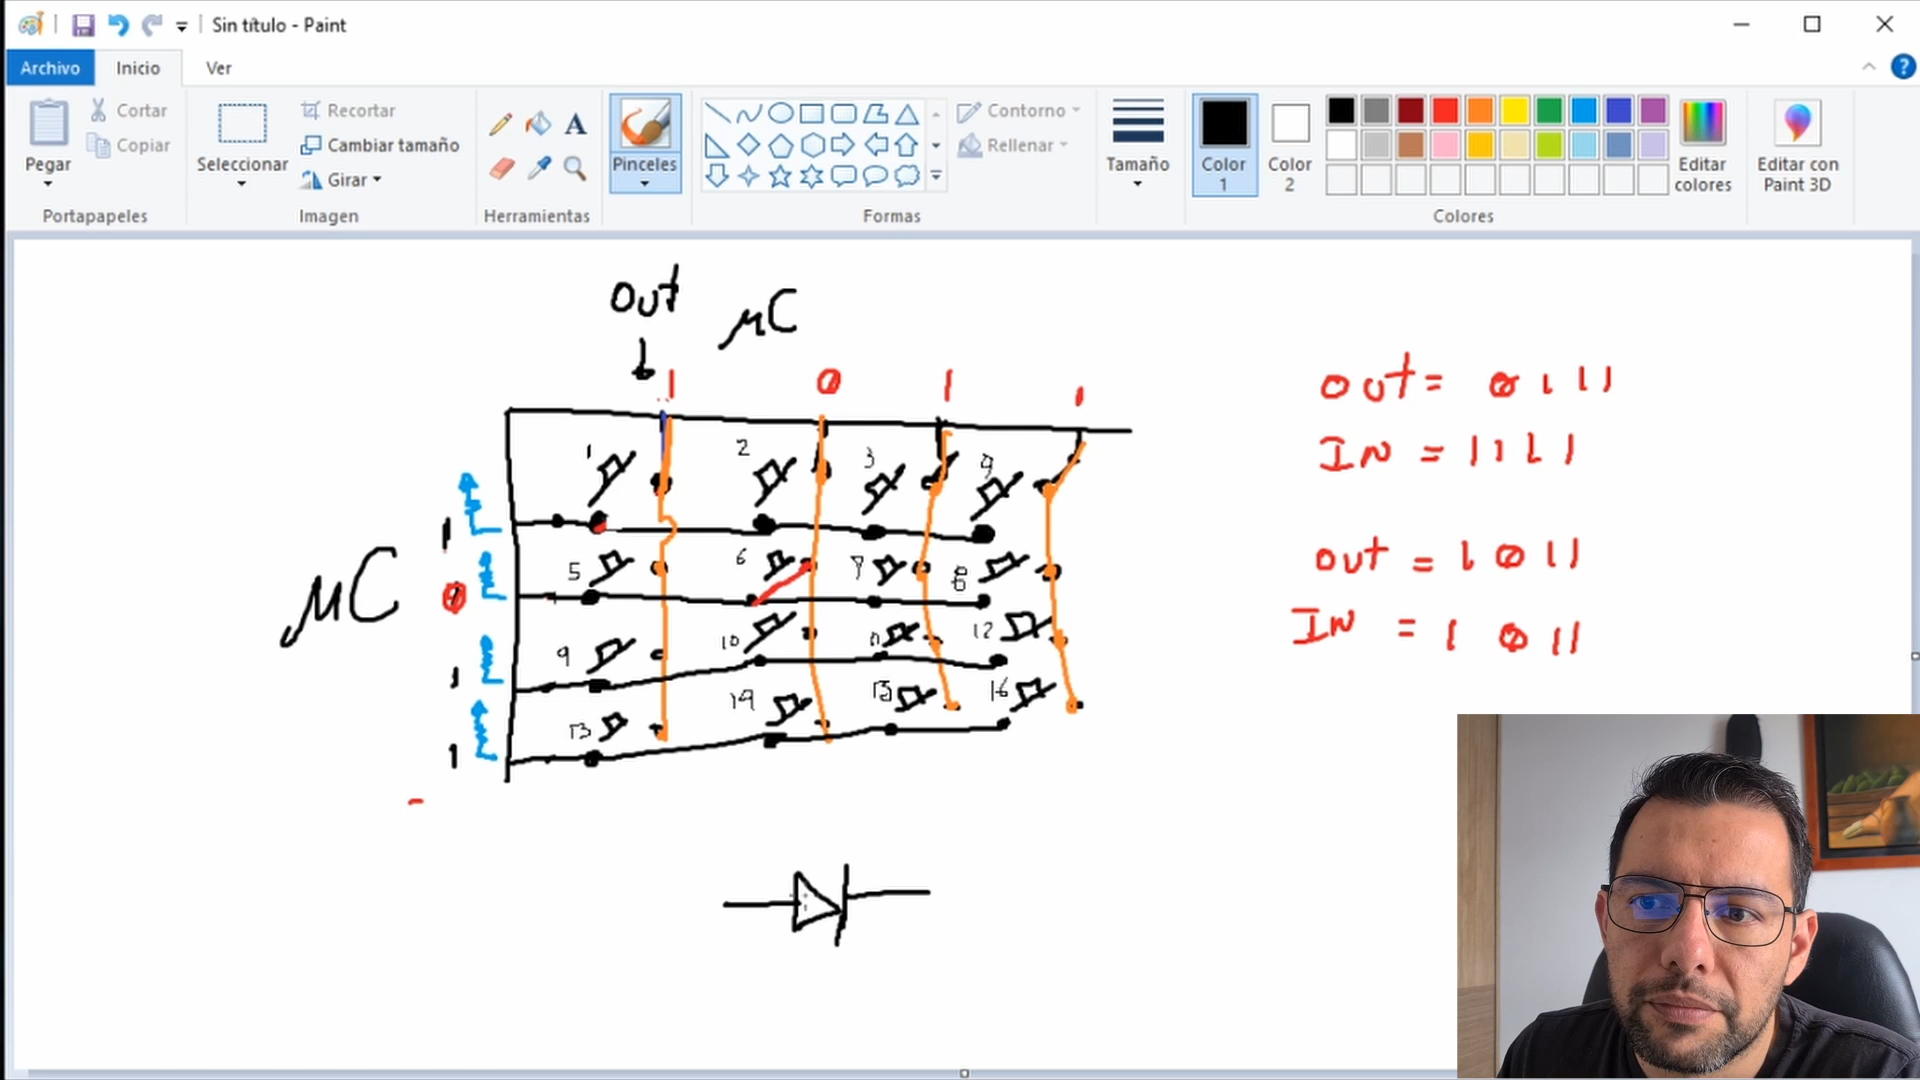 Sin título - Paint
Archivo Inicio Ver
Pegar
Cortar
Copiar
Portapapeles
Seleccionar
Recortar
Cambiar tamaño
Girar
Imagen
A
Herramientas
Pinceles
Contorno
Rellenar
Formas
Tamaño
Color 1
Color 2
Editar colores
Editar con Paint 3D
Colores
?
Out
μC
1 0 1 1
1 2 3 4
1
5 6 7 8
μC 0
9 10 11 12
1
13 14 15 16
1
OUT = 0 1 1 1
IN = 1 1 1 1
OUT = 1 0 1 1
IN = 1 0 1 1